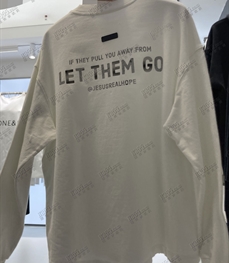 IF THEY PULL YOU AWAY FROM
LET THEM GO
@JESUSREALHOPE